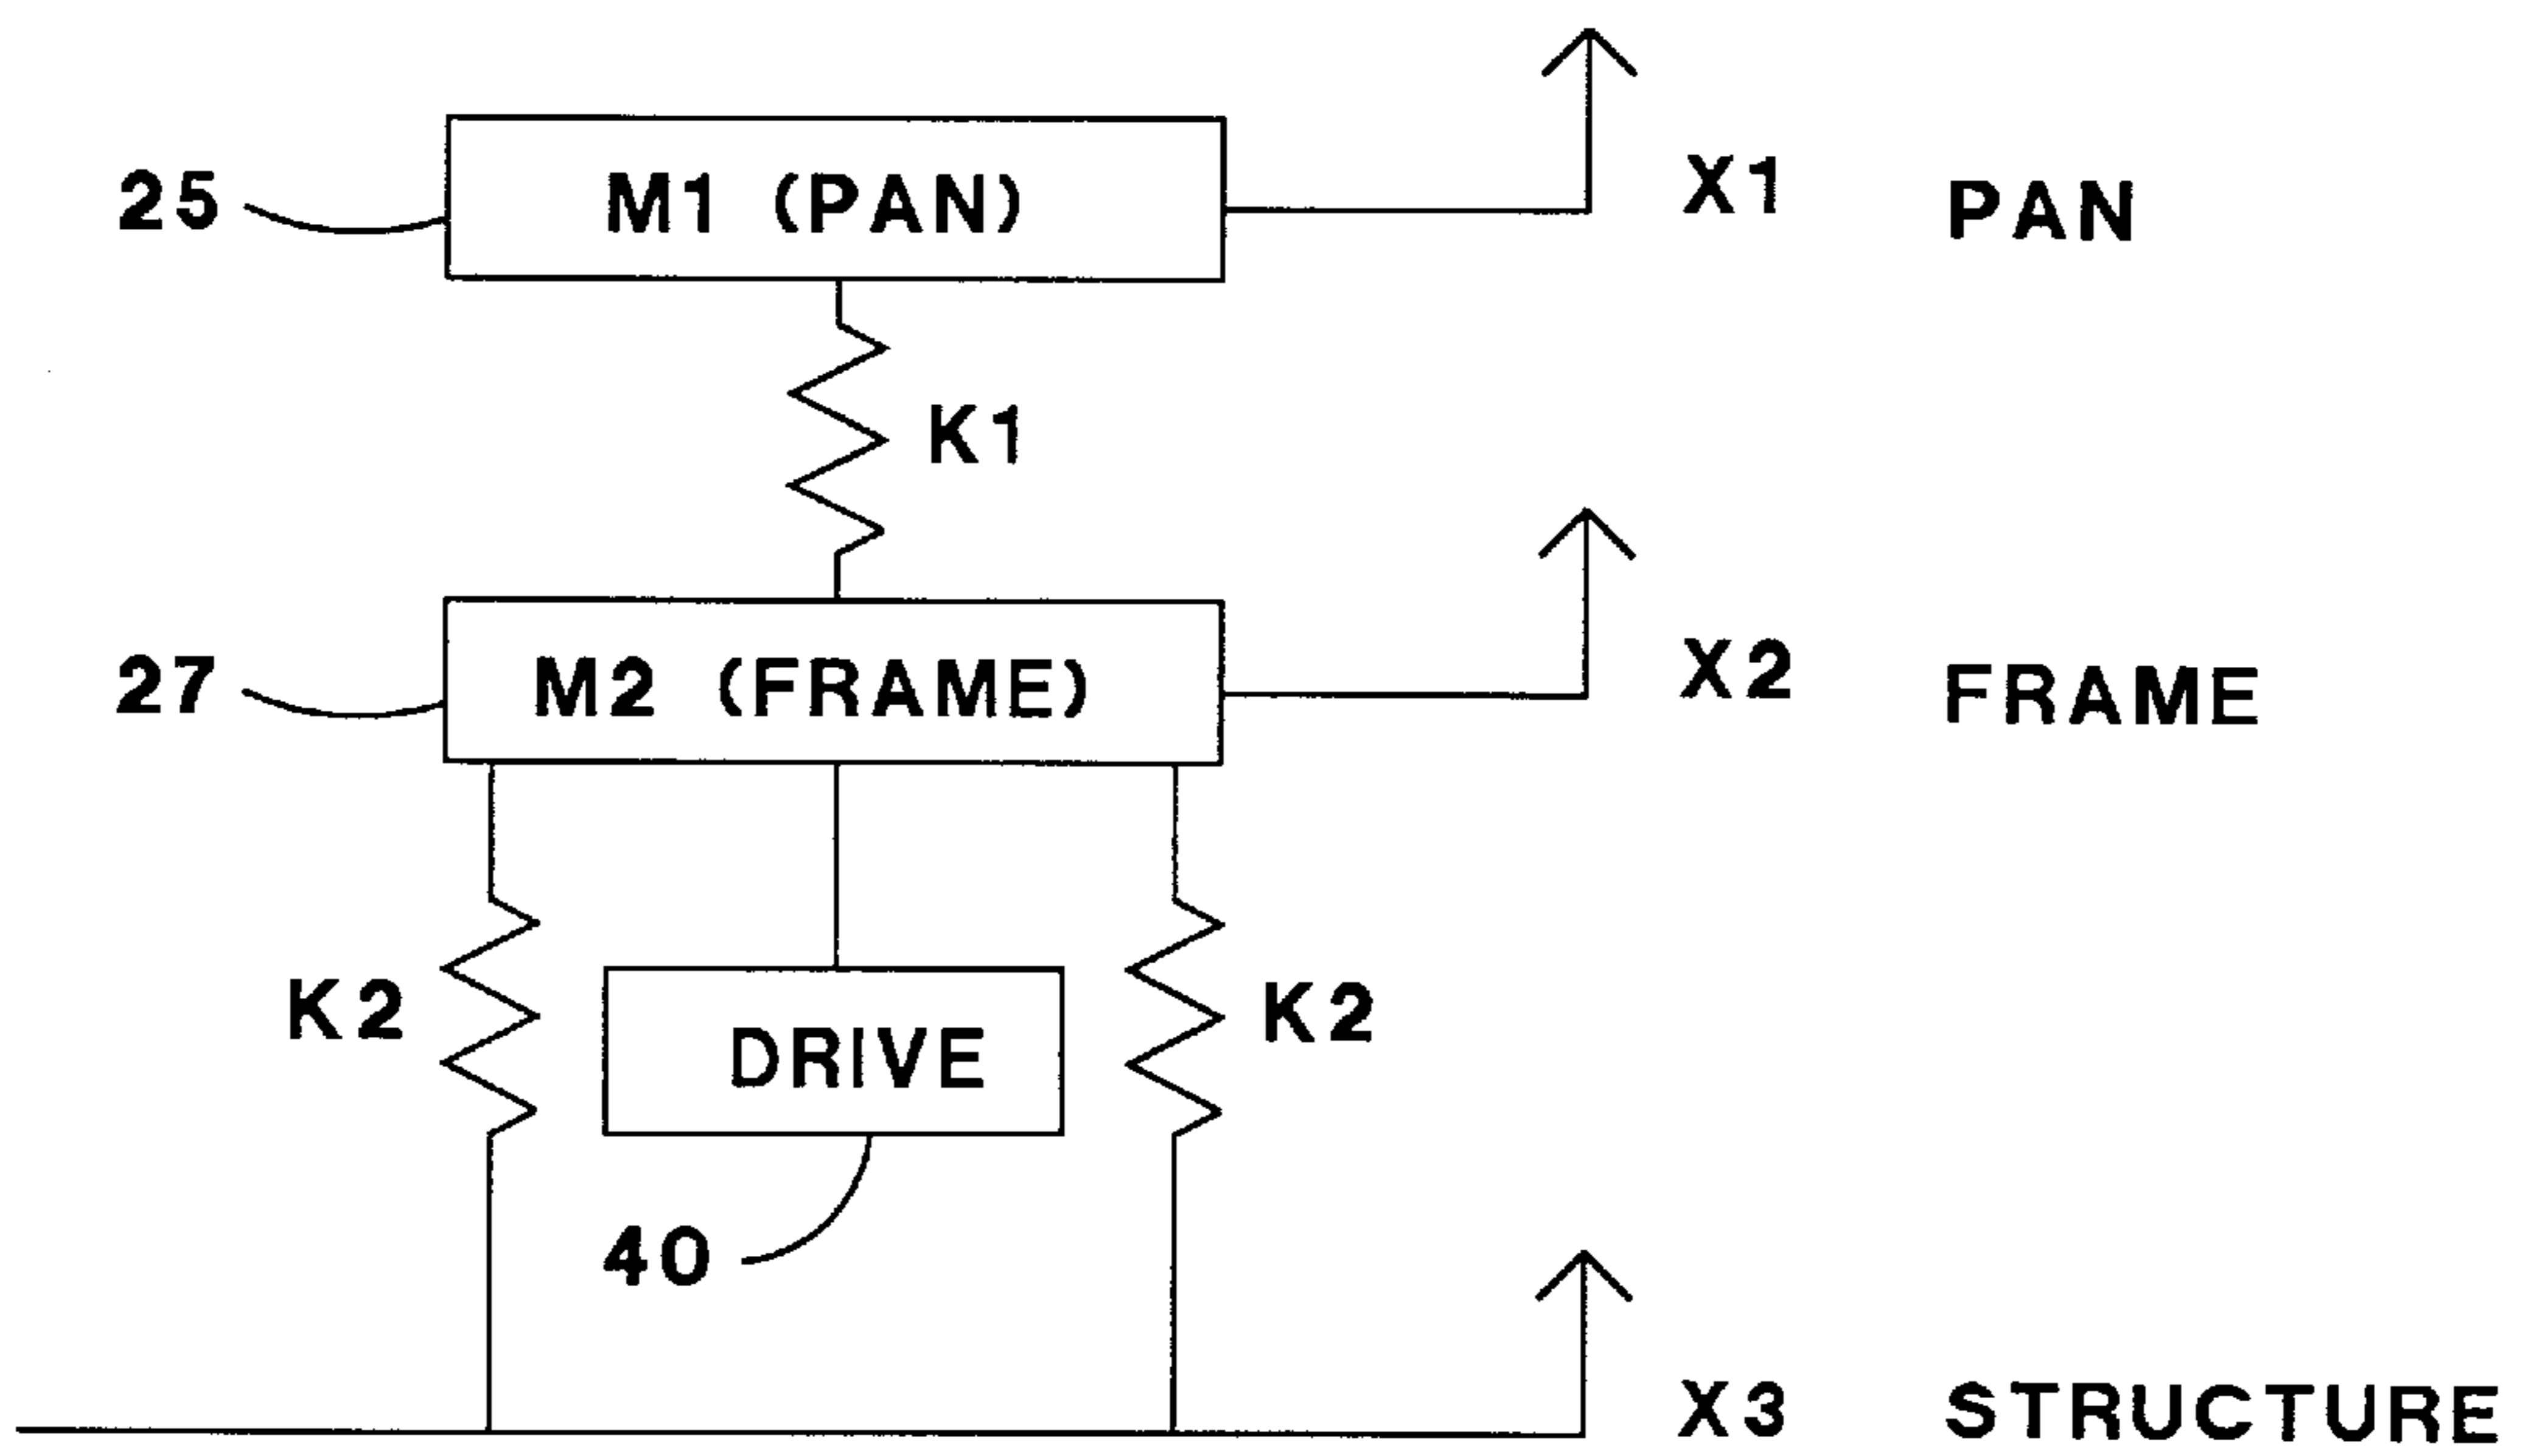 25
M1 (PAN)
X1
PAN
K1
27
M2 (FRAME)
X2
FRAME
K2
DRIVE
K2
40
X3
STRUCTURE